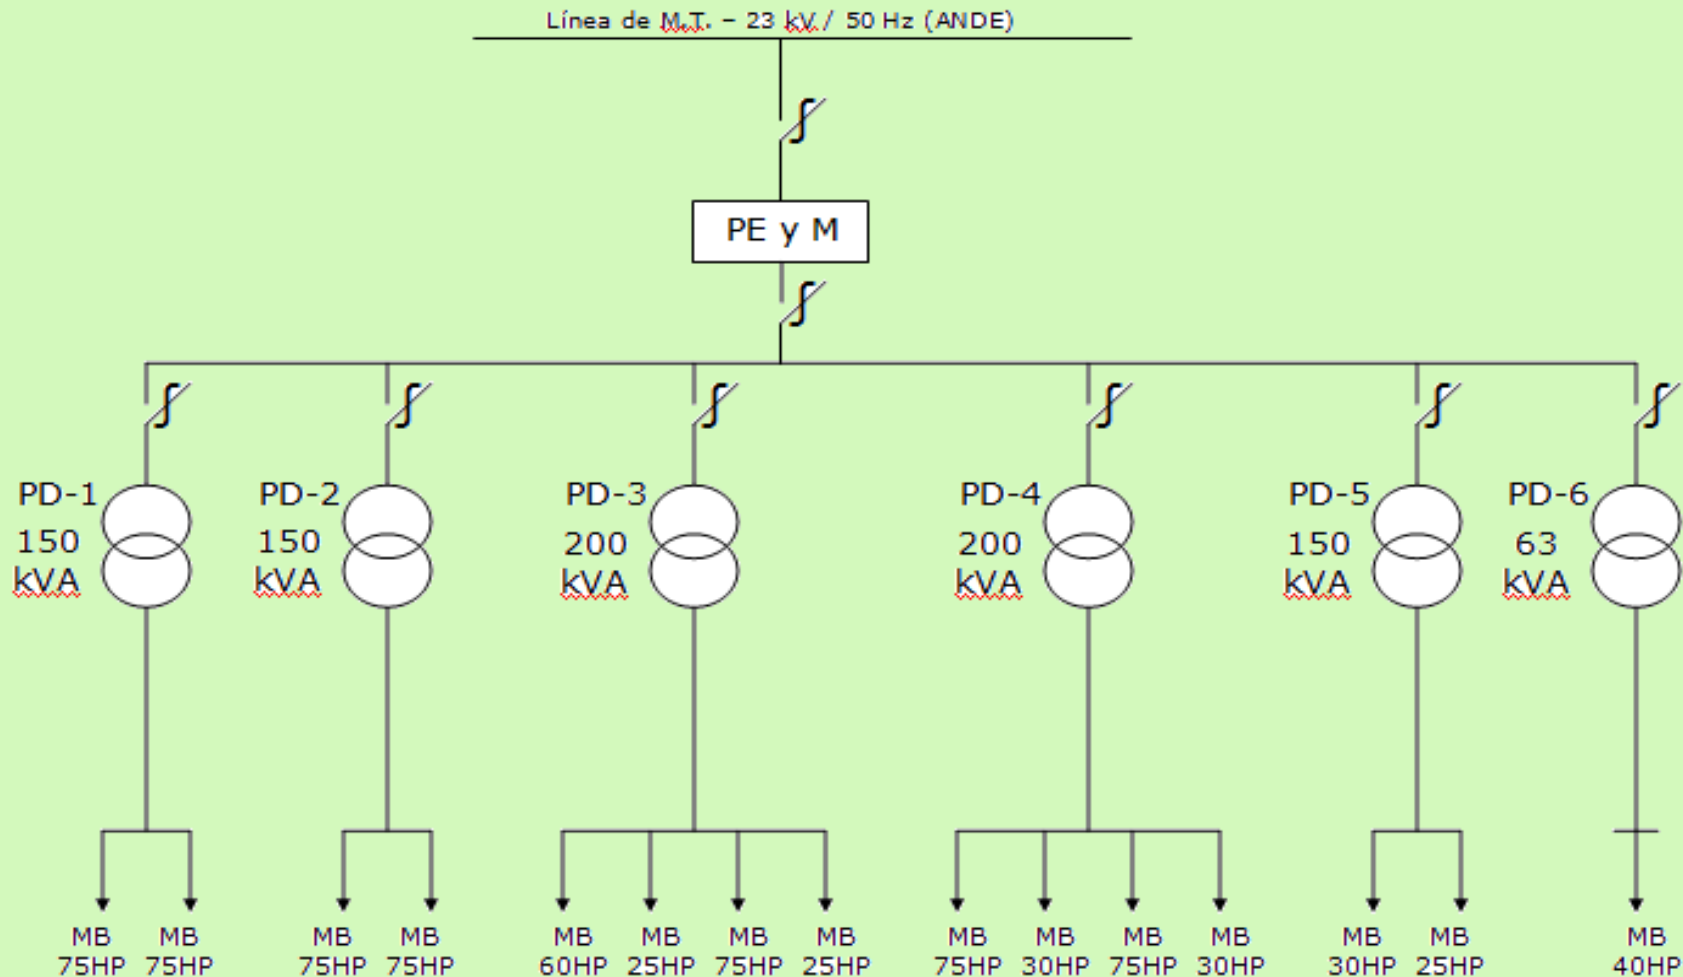 Línea de M.T. – 23 kV / 50 Hz (ANDE)
PE y M
PD-1
150
kVA
PD-2
150
kVA
PD-3
200
kVA
PD-4
200
kVA
PD-5
150
kVA
PD-6
63
kVA
MB MB MB MB MB MB MB MB MB MB MB MB MB MB MB
75HP 75HP 75HP 75HP 60HP 25HP 75HP 25HP 75HP 30HP 75HP 30HP 30HP 25HP 40HP